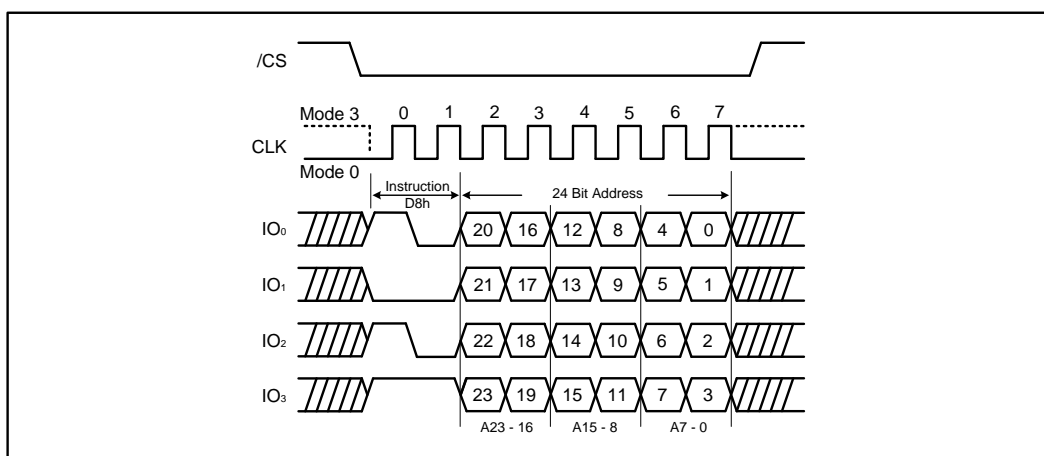 /CS
Mode 3 0 1 2 3 4 5 6 7
CLK
Mode 0
Instruction
D8h
24 Bit Address
IO₀ 20 16 12 8 4 0
IO₁ 21 17 13 9 5 1
IO₂ 22 18 14 10 6 2
IO₃ 23 19 15 11 7 3
A23 - 16 A15 - 8 A7 - 0